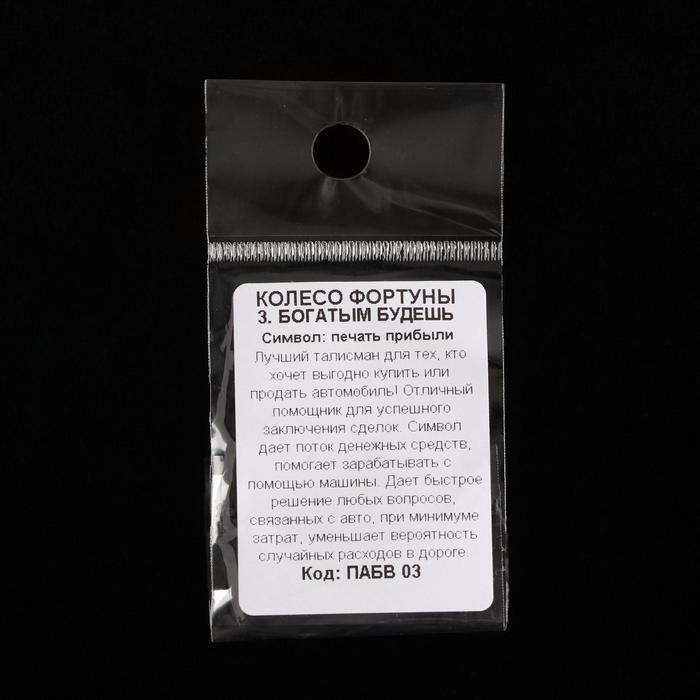 КОЛЕСО ФОРТУНЫ
3. БОГАТЫМ БУДЕШЬ
Символ: печать прибыли
Лучший талисман для тех, кто
хочет выгодно купить или
продать автомобиль! Отличный
помощник для успешного
заключения сделок. Символ
дает поток денежных средств,
помогает зарабатывать с
помощью машины. Дает быстрое
решение любых вопросов,
связанных с авто, при минимуме
затрат, уменьшает вероятность
случайных расходов в дороге.
Код: ПАБВ 03